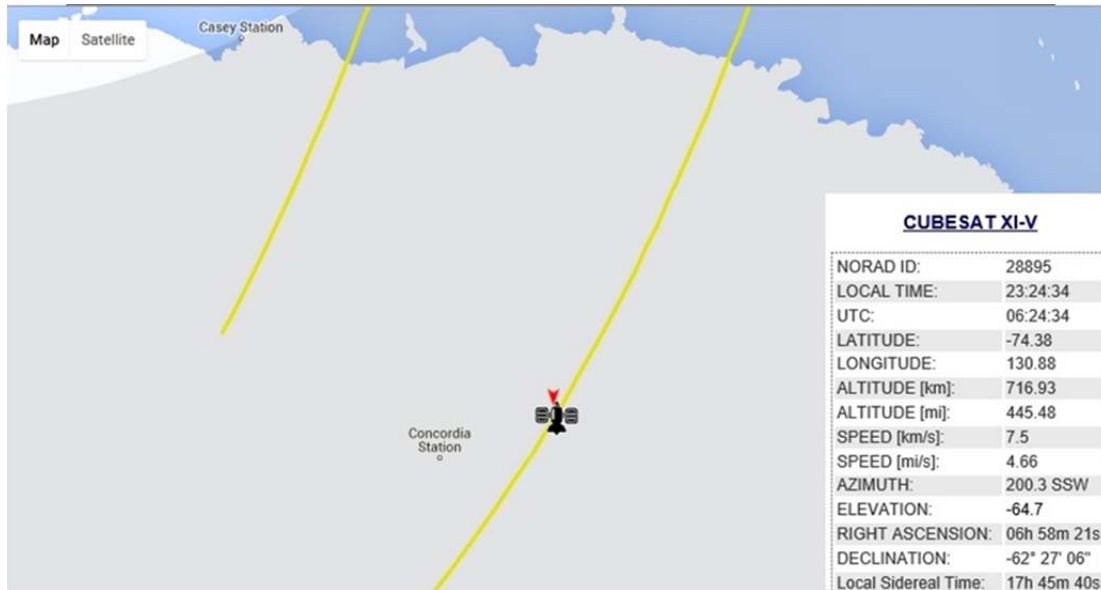 Map Satellite
Casey Station
Concordia
Station
CUBESAT XI-V
NORAD ID: 28895
LOCAL TIME: 23:24:34
UTC: 06:24:34
LATITUDE: -74.38
LONGITUDE: 130.88
ALTITUDE [km]: 716.93
ALTITUDE [mi]: 445.48
SPEED [km/s]: 7.5
SPEED [mi/s]: 4.66
AZIMUTH: 200.3 SSW
ELEVATION: -64.7
RIGHT ASCENSION: 06h 58m 21s
DECLINATION: -62° 27' 06"
Local Sidereal Time: 17h 45m 40s